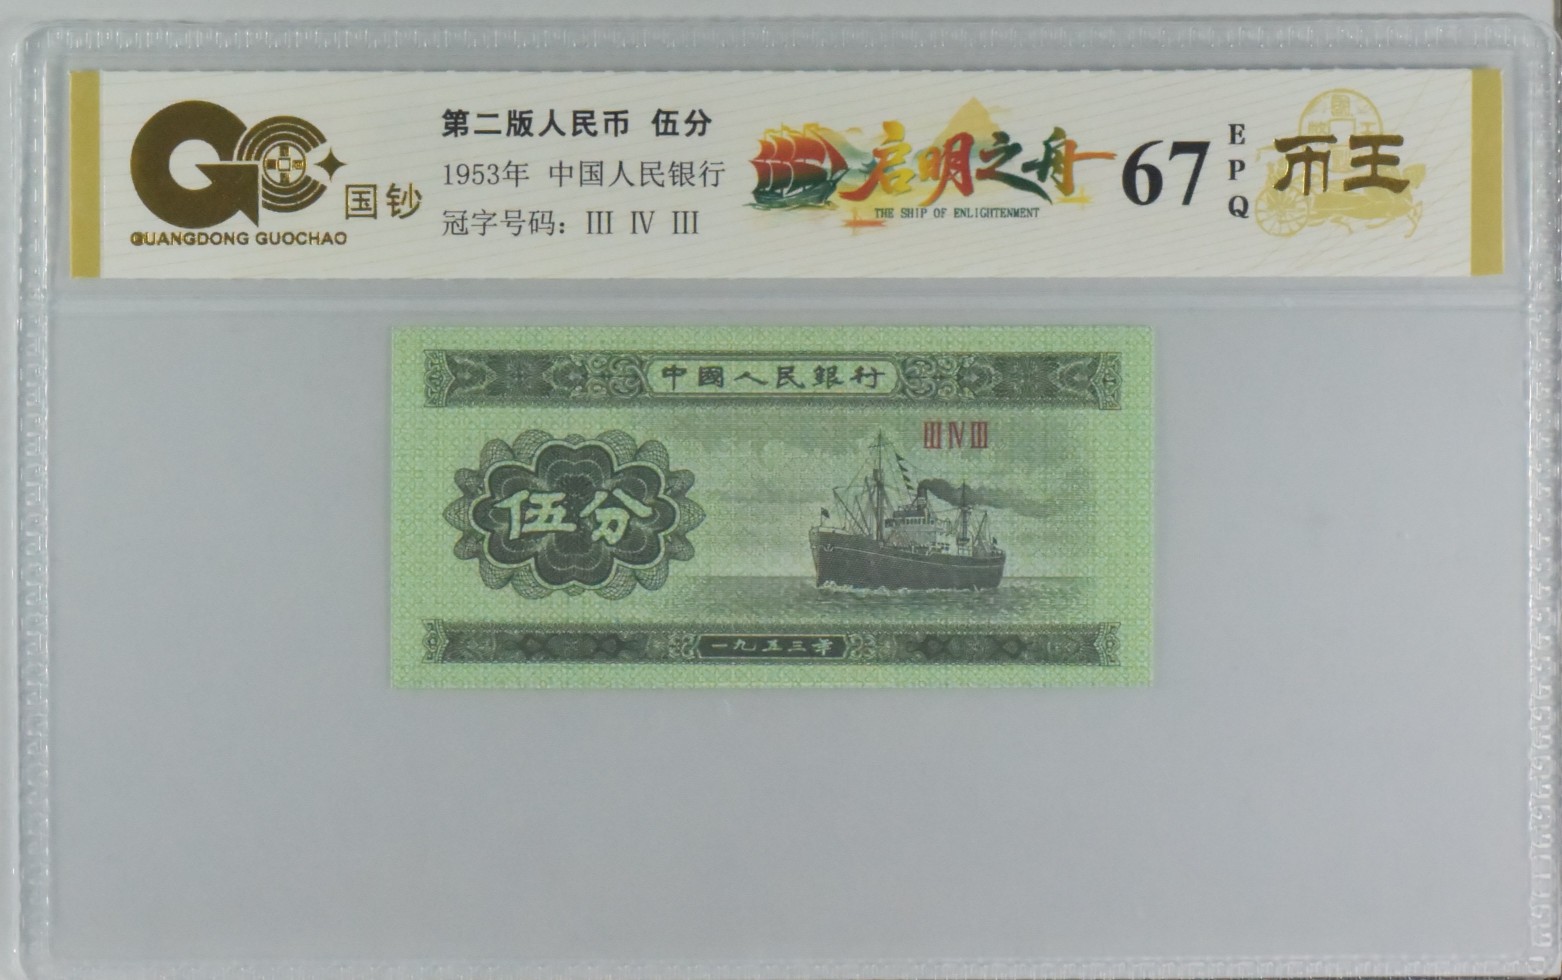 第二版人民币 伍分
1953年 中国人民银行
冠字号码：III IV III
国钞
GUANGDONG GUOCHAO
启明之舟
THE SHIP OF ENLIGHTENMENT
67
EPQ
币王
中國人民銀行
III IV III
伍分
一九五三年